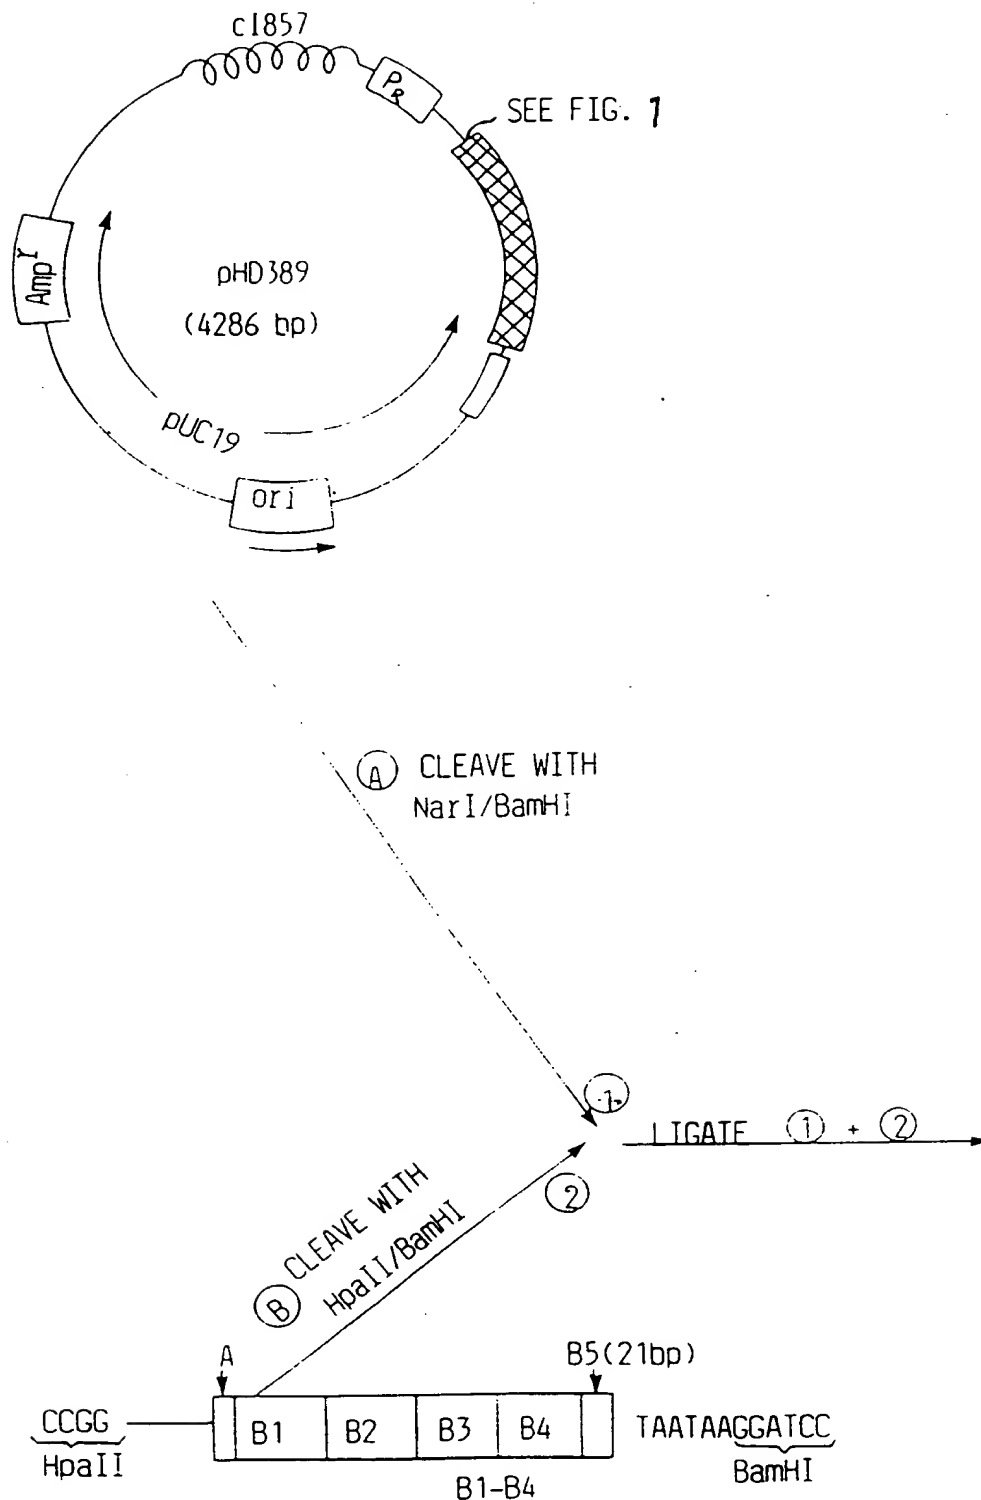 cI857
PR
SEE FIG. 1
Ampr
pHD389
(4286 bp)
pUC19
ori
A CLEAVE WITH
NarI/BamHI
1
LIGATE 1 + 2
2
B CLEAVE WITH
HpaII/BamHI
A
B5(21bp)
CCGG
B1 B2 B3 B4
TAATAAGGATCC
HpaII
BamHI
B1-B4